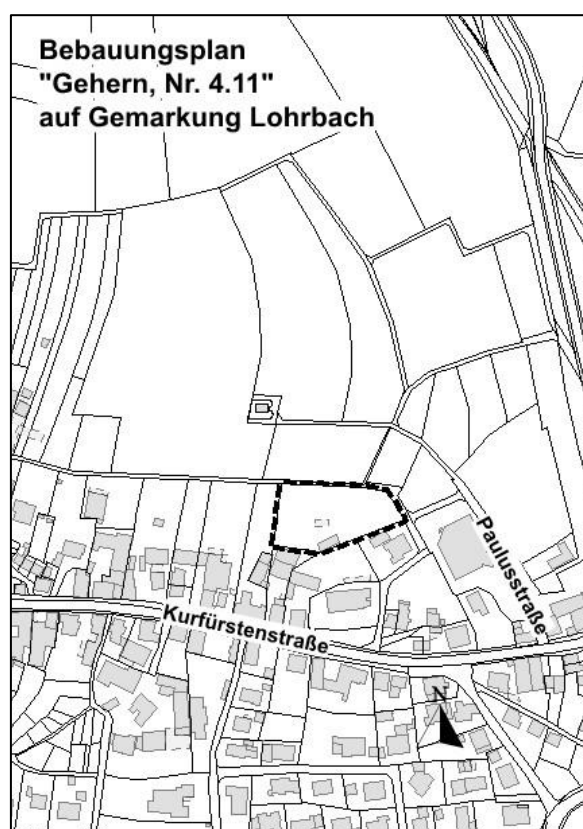 Bebauungsplan
"Gehern, Nr. 4.11"
auf Gemarkung Lohrbach
Paulusstraße
Kurfürstenstraße
N